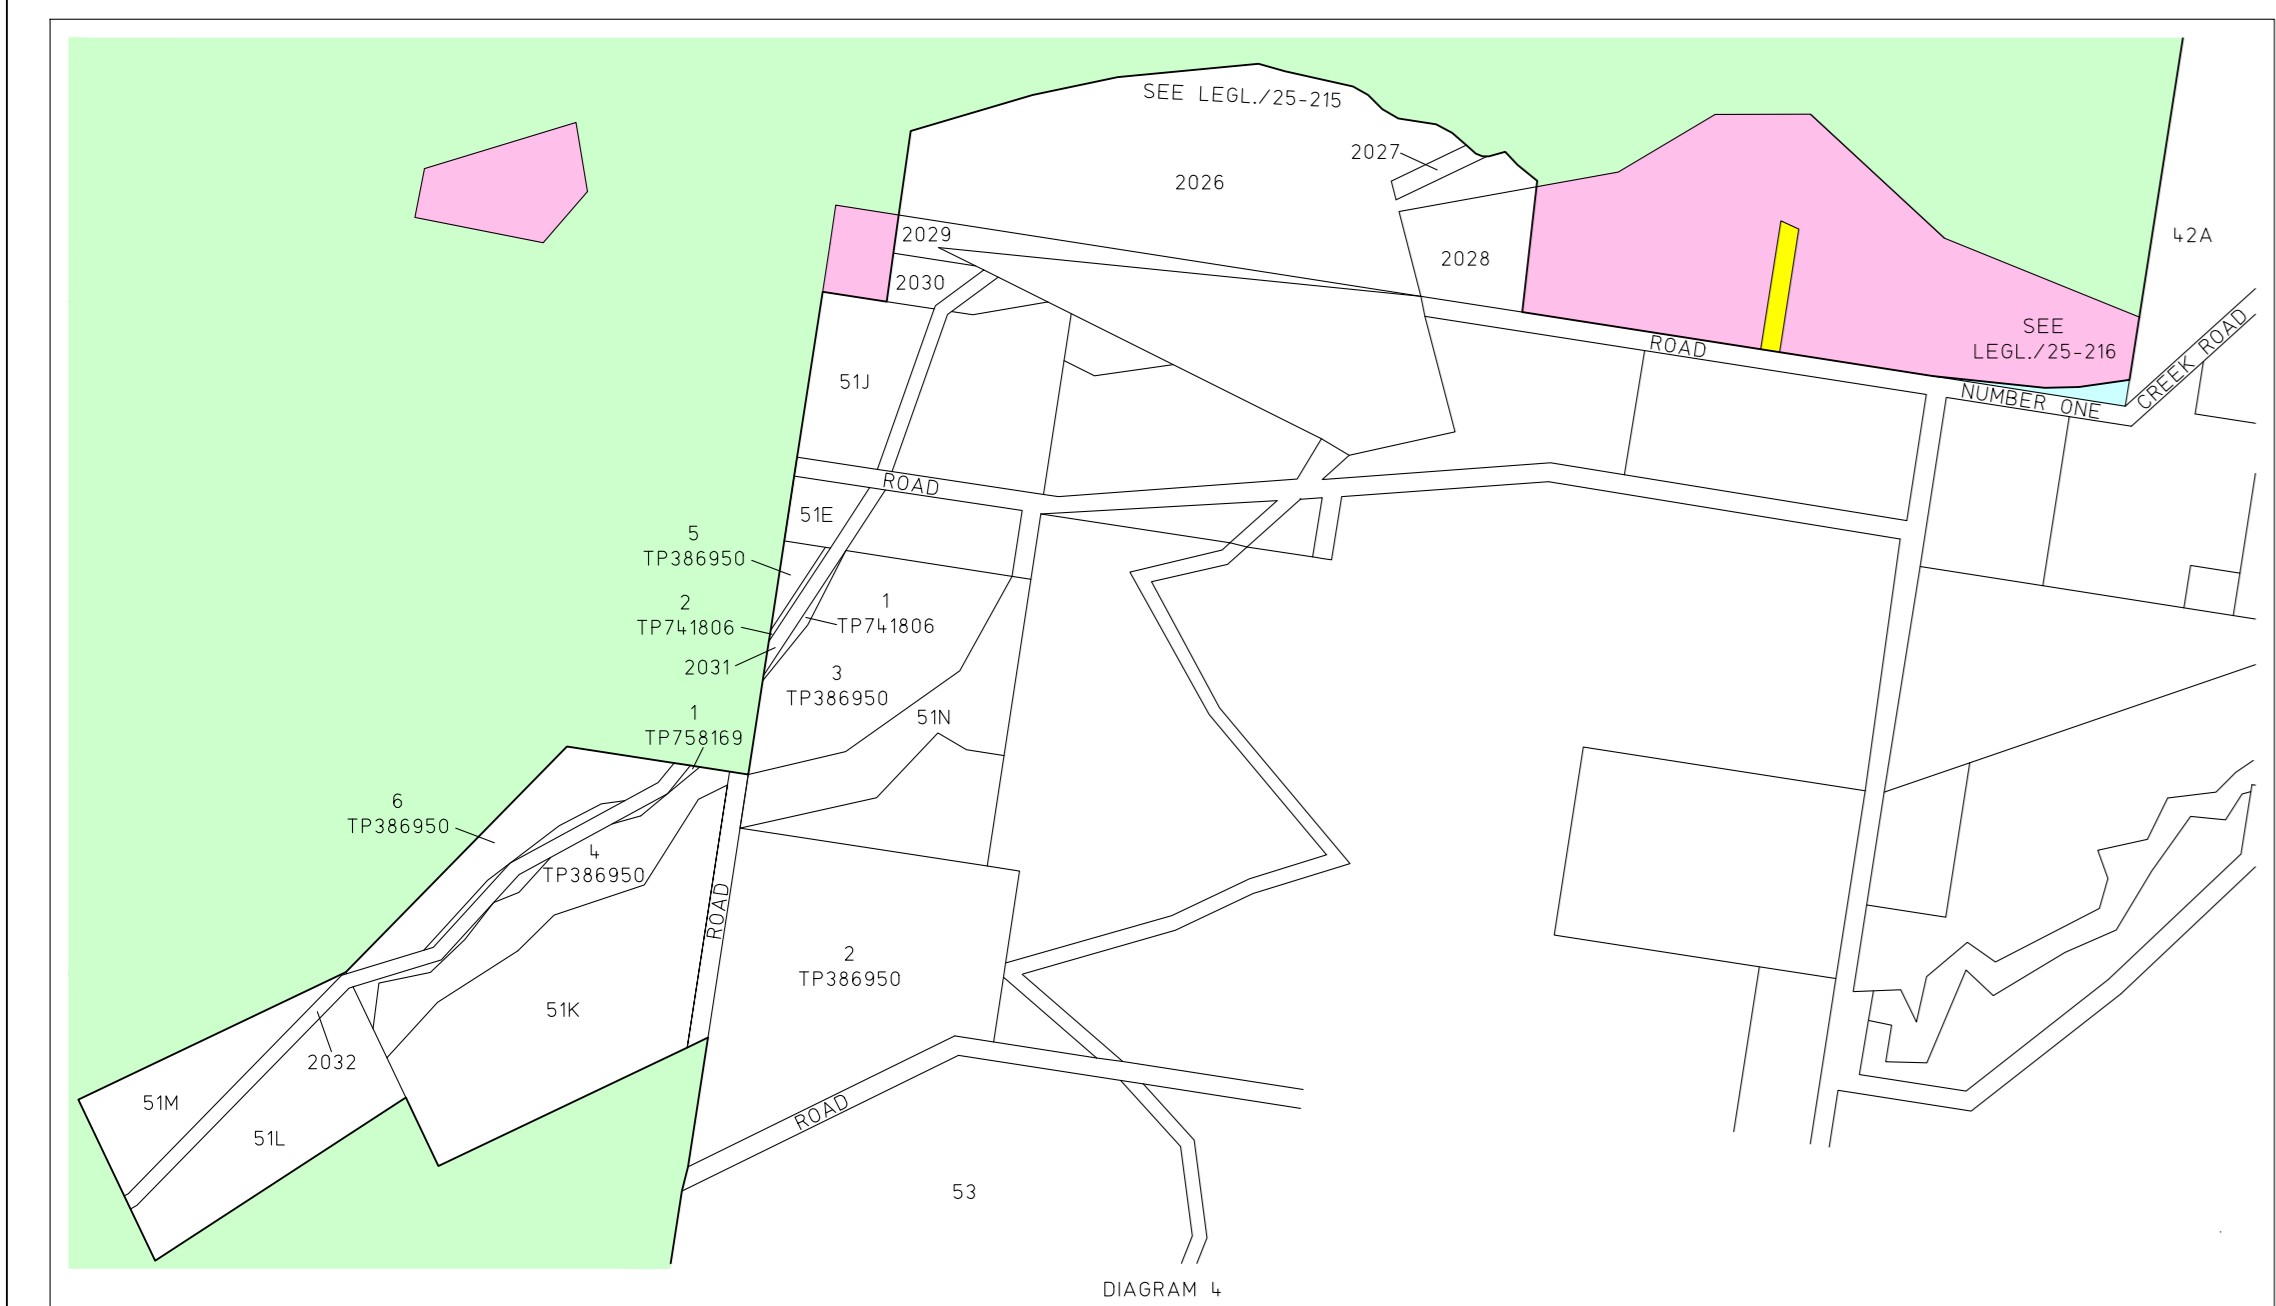 SEE LEGL./25-215
2027
2026
2029
2028
42A
2030
SEE
LEGL./25-216
ROAD
51J
NUMBER ONE
CREEK ROAD
ROAD
51E
5
TP386950
2
TP741806
1
TP741806
2031
3
TP386950
1
TP758169
51N
6
TP386950
4
TP386950
ROAD
2
TP386950
51K
2032
51M
ROAD
51L
53
DIAGRAM 4